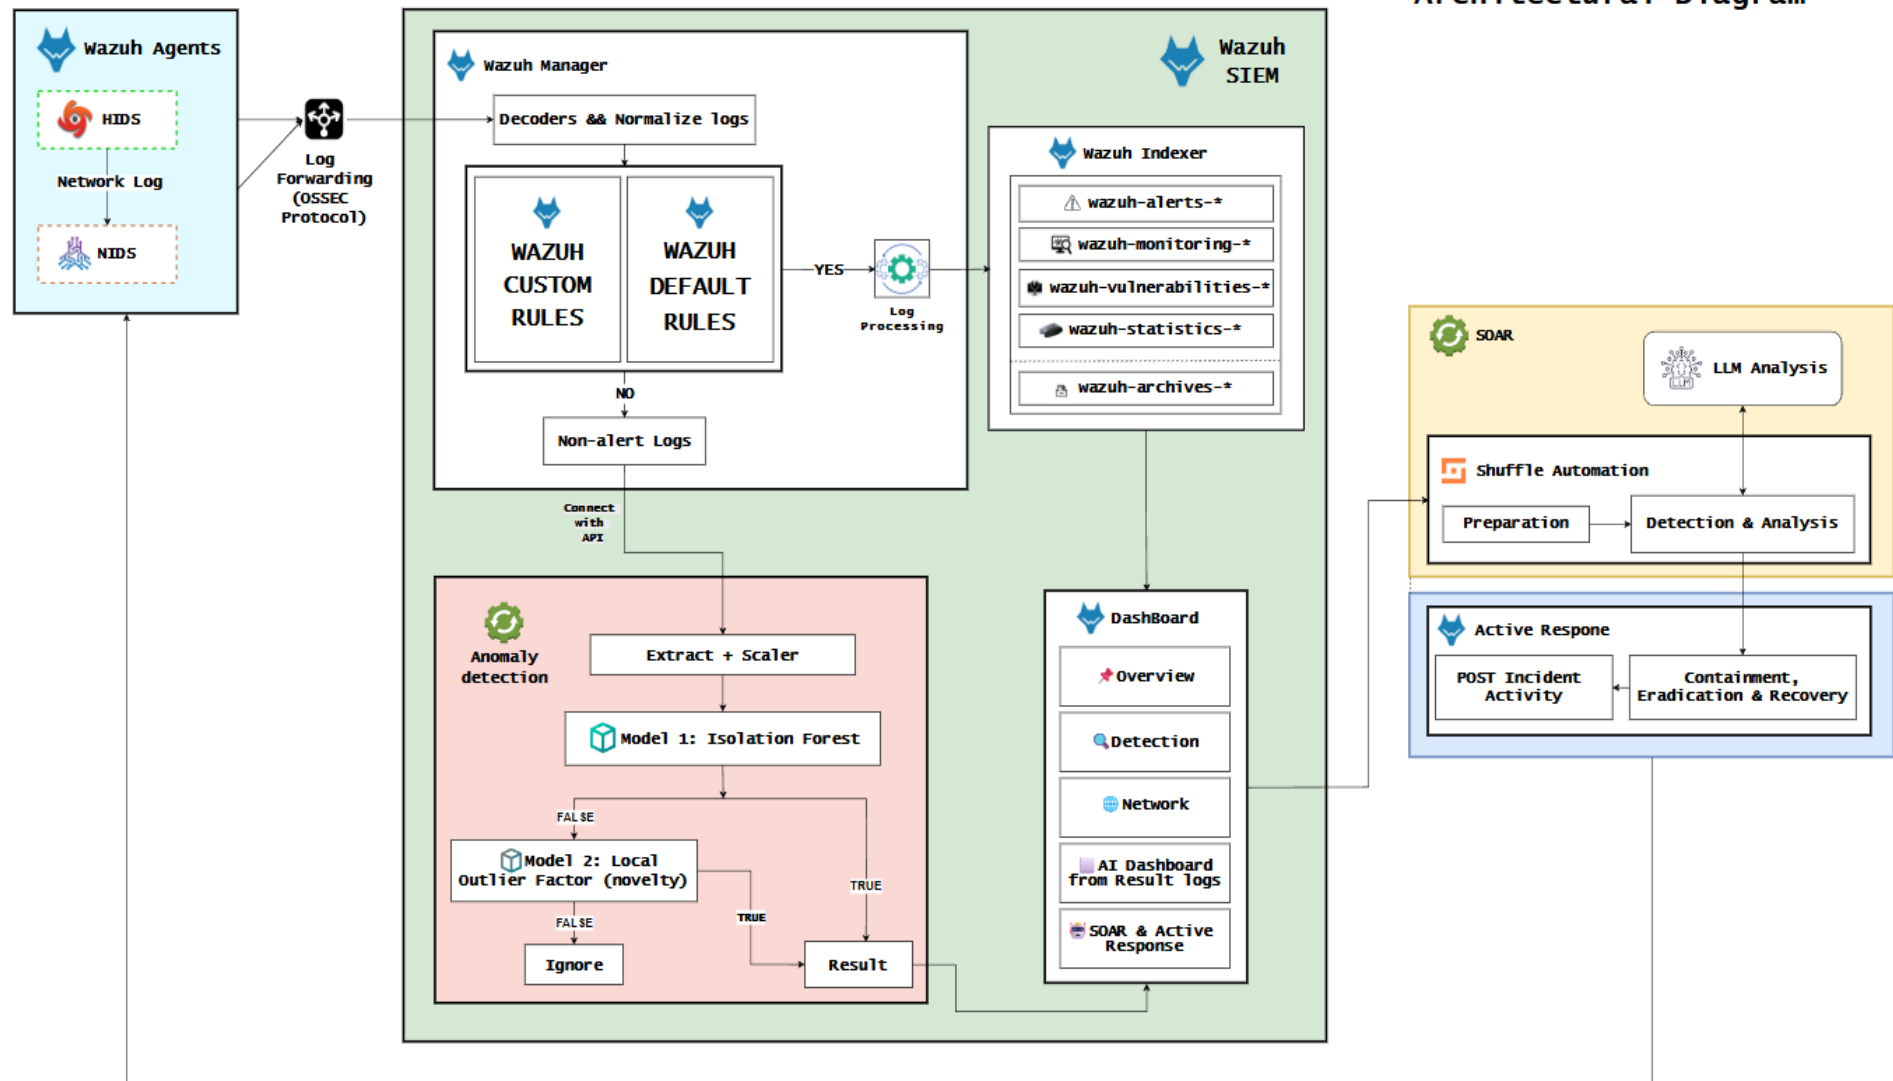 Architectural Diagram
Wazuh Agents
HIDS
Network Log
NIDS
Log
Forwarding
(OSSEC
Protocol)
Wazuh
SIEM
Wazuh Manager
Decoders && Normalize logs
WAZUH
CUSTOM
RULES
WAZUH
DEFAULT
RULES
YES
Log
Processing
NO
Non-alert Logs
Connect
with
API
Wazuh Indexer
wazuh-alerts-*
wazuh-monitoring-*
wazuh-vulnerabilities-*
wazuh-statistics-*
wazuh-archives-*
Anomaly
detection
Extract + Scaler
Model 1: Isolation Forest
FALSE
TRUE
Model 2: Local
Outlier Factor (novelty)
FALSE
TRUE
Ignore
Result
DashBoard
Overview
Detection
Network
AI Dashboard
from Result logs
SOAR & Active
Response
SOAR
LLM
LLM Analysis
Shuffle Automation
Preparation
Detection & Analysis
Active Respone
POST Incident
Activity
Containment,
Eradication & Recovery